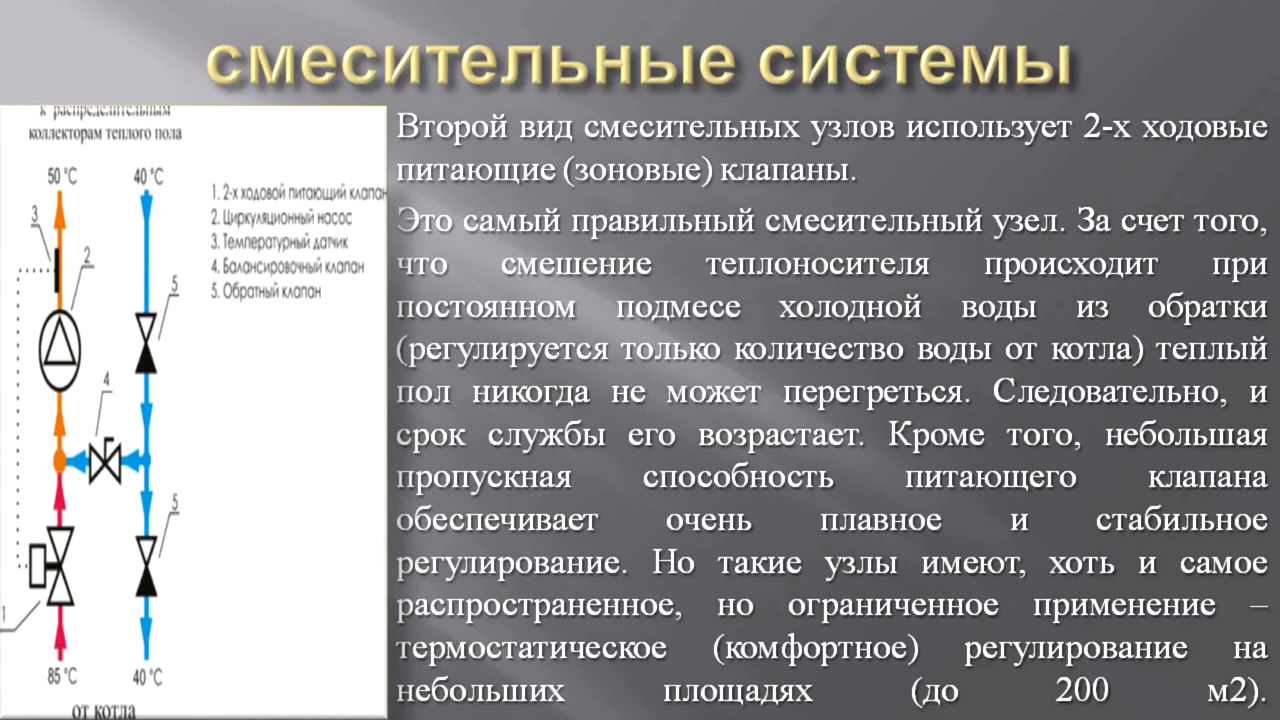 смесительные системы
к распределительным
коллекторам теплого пола
50 °C
40 °C
3
2
1. 2-х ходовой питающий клапан
2. Циркуляционный насос
3. Температурный датчик
4. Балансировочный клапан
5. Обратный клапан
5
4
5
1
85 °C
40 °C
от котла
Второй вид смесительных узлов использует 2-х ходовые
питающие (зоновые) клапаны.
Это самый правильный смесительный узел. За счет того,
что смешение теплоносителя происходит при
постоянном подмесе холодной воды из обратки
(регулируется только количество воды от котла) теплый
пол никогда не может перегреться. Следовательно, и
срок службы его возрастает. Кроме того, небольшая
пропускная способность питающего клапана
обеспечивает очень плавное и стабильное
регулирование. Но такие узлы имеют, хоть и самое
распространенное, но ограниченное применение –
термостатическое (комфортное) регулирование на
небольших площадях (до 200 м2).